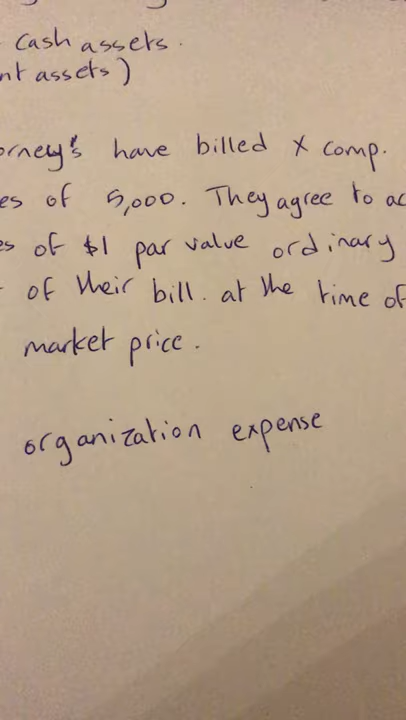 cash assets.
nt assets)
orney's have billed X comp.
es of 5,000. They agree to ac
es of $1 par value ordinary
of their bill. at the time of
market price.
organization expense